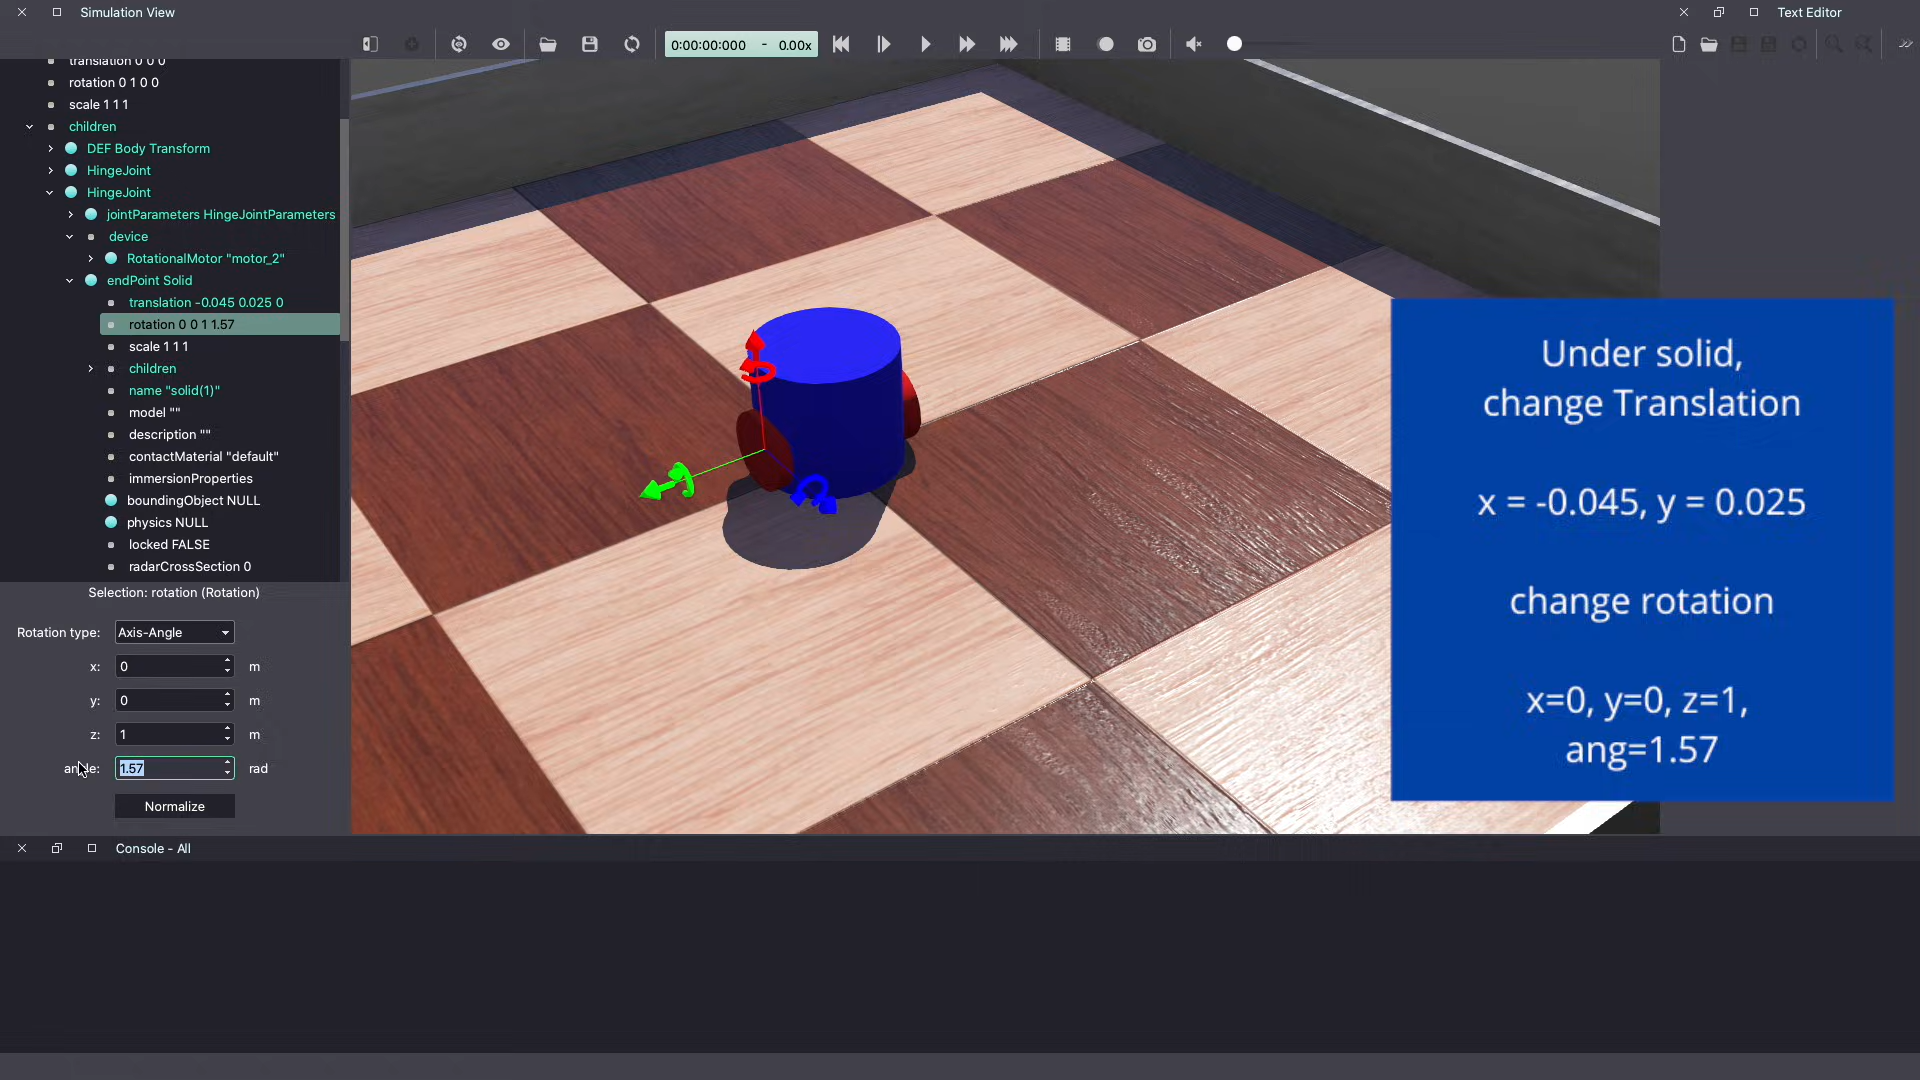 Simulation View
Text Editor
0:00:00:000 - 0.00x
translation 0 0 0
rotation 0 1 0 0
scale 1 1 1
children
DEF Body Transform
HingeJoint
HingeJoint
jointParameters HingeJointParameters
device
RotationalMotor "motor_2"
endPoint Solid
translation -0.045 0.025 0
rotation 0 0 1 1.57
scale 1 1 1
children
name "solid(1)"
model ""
description ""
contactMaterial "default"
immersionProperties
boundingObject NULL
physics NULL
locked FALSE
radarCrossSection 0
Selection: rotation (Rotation)
Rotation type: Axis-Angle
x: 0 m
y: 0 m
z: 1 m
angle: 1.57 rad
Normalize
Under solid,
change Translation
x = -0.045, y = 0.025
change rotation
x=0, y=0, z=1,
ang=1.57
Console - All